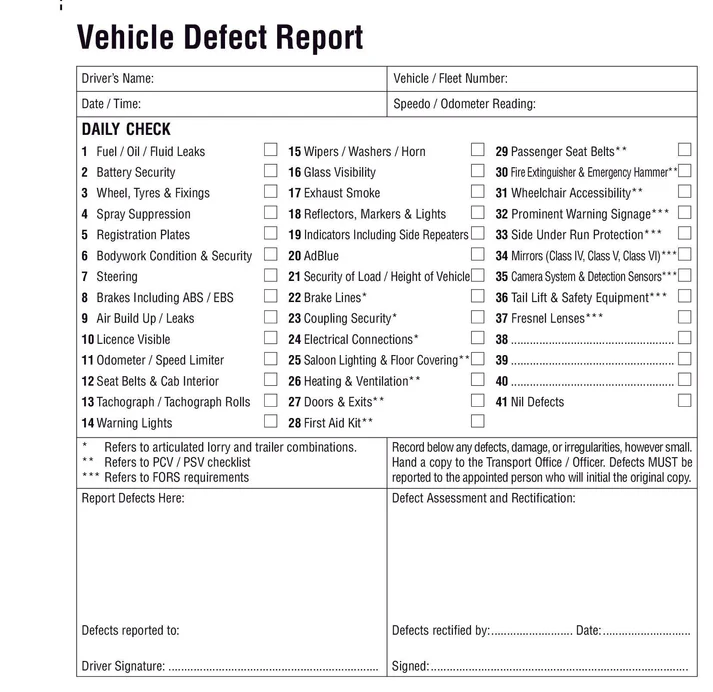 Vehicle Defect Report
Driver's Name:
Vehicle / Fleet Number:
Date / Time:
Speedo / Odometer Reading:
DAILY CHECK
1 Fuel / Oil / Fluid Leaks
2 Battery Security
3 Wheel, Tyres & Fixings
4 Spray Suppression
5 Registration Plates
6 Bodywork Condition & Security
7 Steering
8 Brakes Including ABS / EBS
9 Air Build Up / Leaks
10 Licence Visible
11 Odometer / Speed Limiter
12 Seat Belts & Cab Interior
13 Tachograph / Tachograph Rolls
14 Warning Lights
15 Wipers / Washers / Horn
16 Glass Visibility
17 Exhaust Smoke
18 Reflectors, Markers & Lights
19 Indicators Including Side Repeaters
20 AdBlue
21 Security of Load / Height of Vehicle
22 Brake Lines*
23 Coupling Security*
24 Electrical Connections*
25 Saloon Lighting & Floor Covering**
26 Heating & Ventilation**
27 Doors & Exits**
28 First Aid Kit**
29 Passenger Seat Belts**
30 Fire Extinguisher & Emergency Hammer**
31 Wheelchair Accessibility**
32 Prominent Warning Signage***
33 Side Under Run Protection***
34 Mirrors (Class IV, Class V, Class VI)***
35 Camera System & Detection Sensors***
36 Tail Lift & Safety Equipment***
37 Fresnel Lenses***
38 ..................................................
39 ..................................................
40 ..................................................
41 Nil Defects
* Refers to articulated lorry and trailer combinations.
** Refers to PCV / PSV checklist
*** Refers to FORS requirements
Record below any defects, damage, or irregularities, however small.
Hand a copy to the Transport Office / Officer. Defects MUST be
reported to the appointed person who will initial the original copy.
Report Defects Here:
Defects reported to:
Driver Signature: ................................................................
Defect Assessment and Rectification:
Defects rectified by:......................... Date:...........................
Signed:...............................................................................